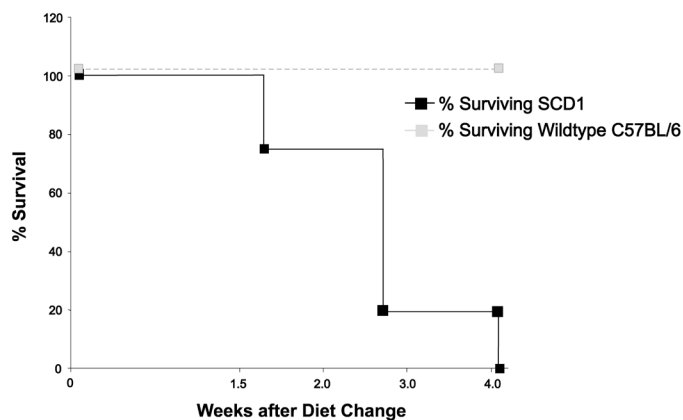 120
100
80
60
40
20
0
% Survival
0 1.5 2.0 3.0 4.0
Weeks after Diet Change
% Surviving SCD1
% Surviving Wildtype C57BL/6